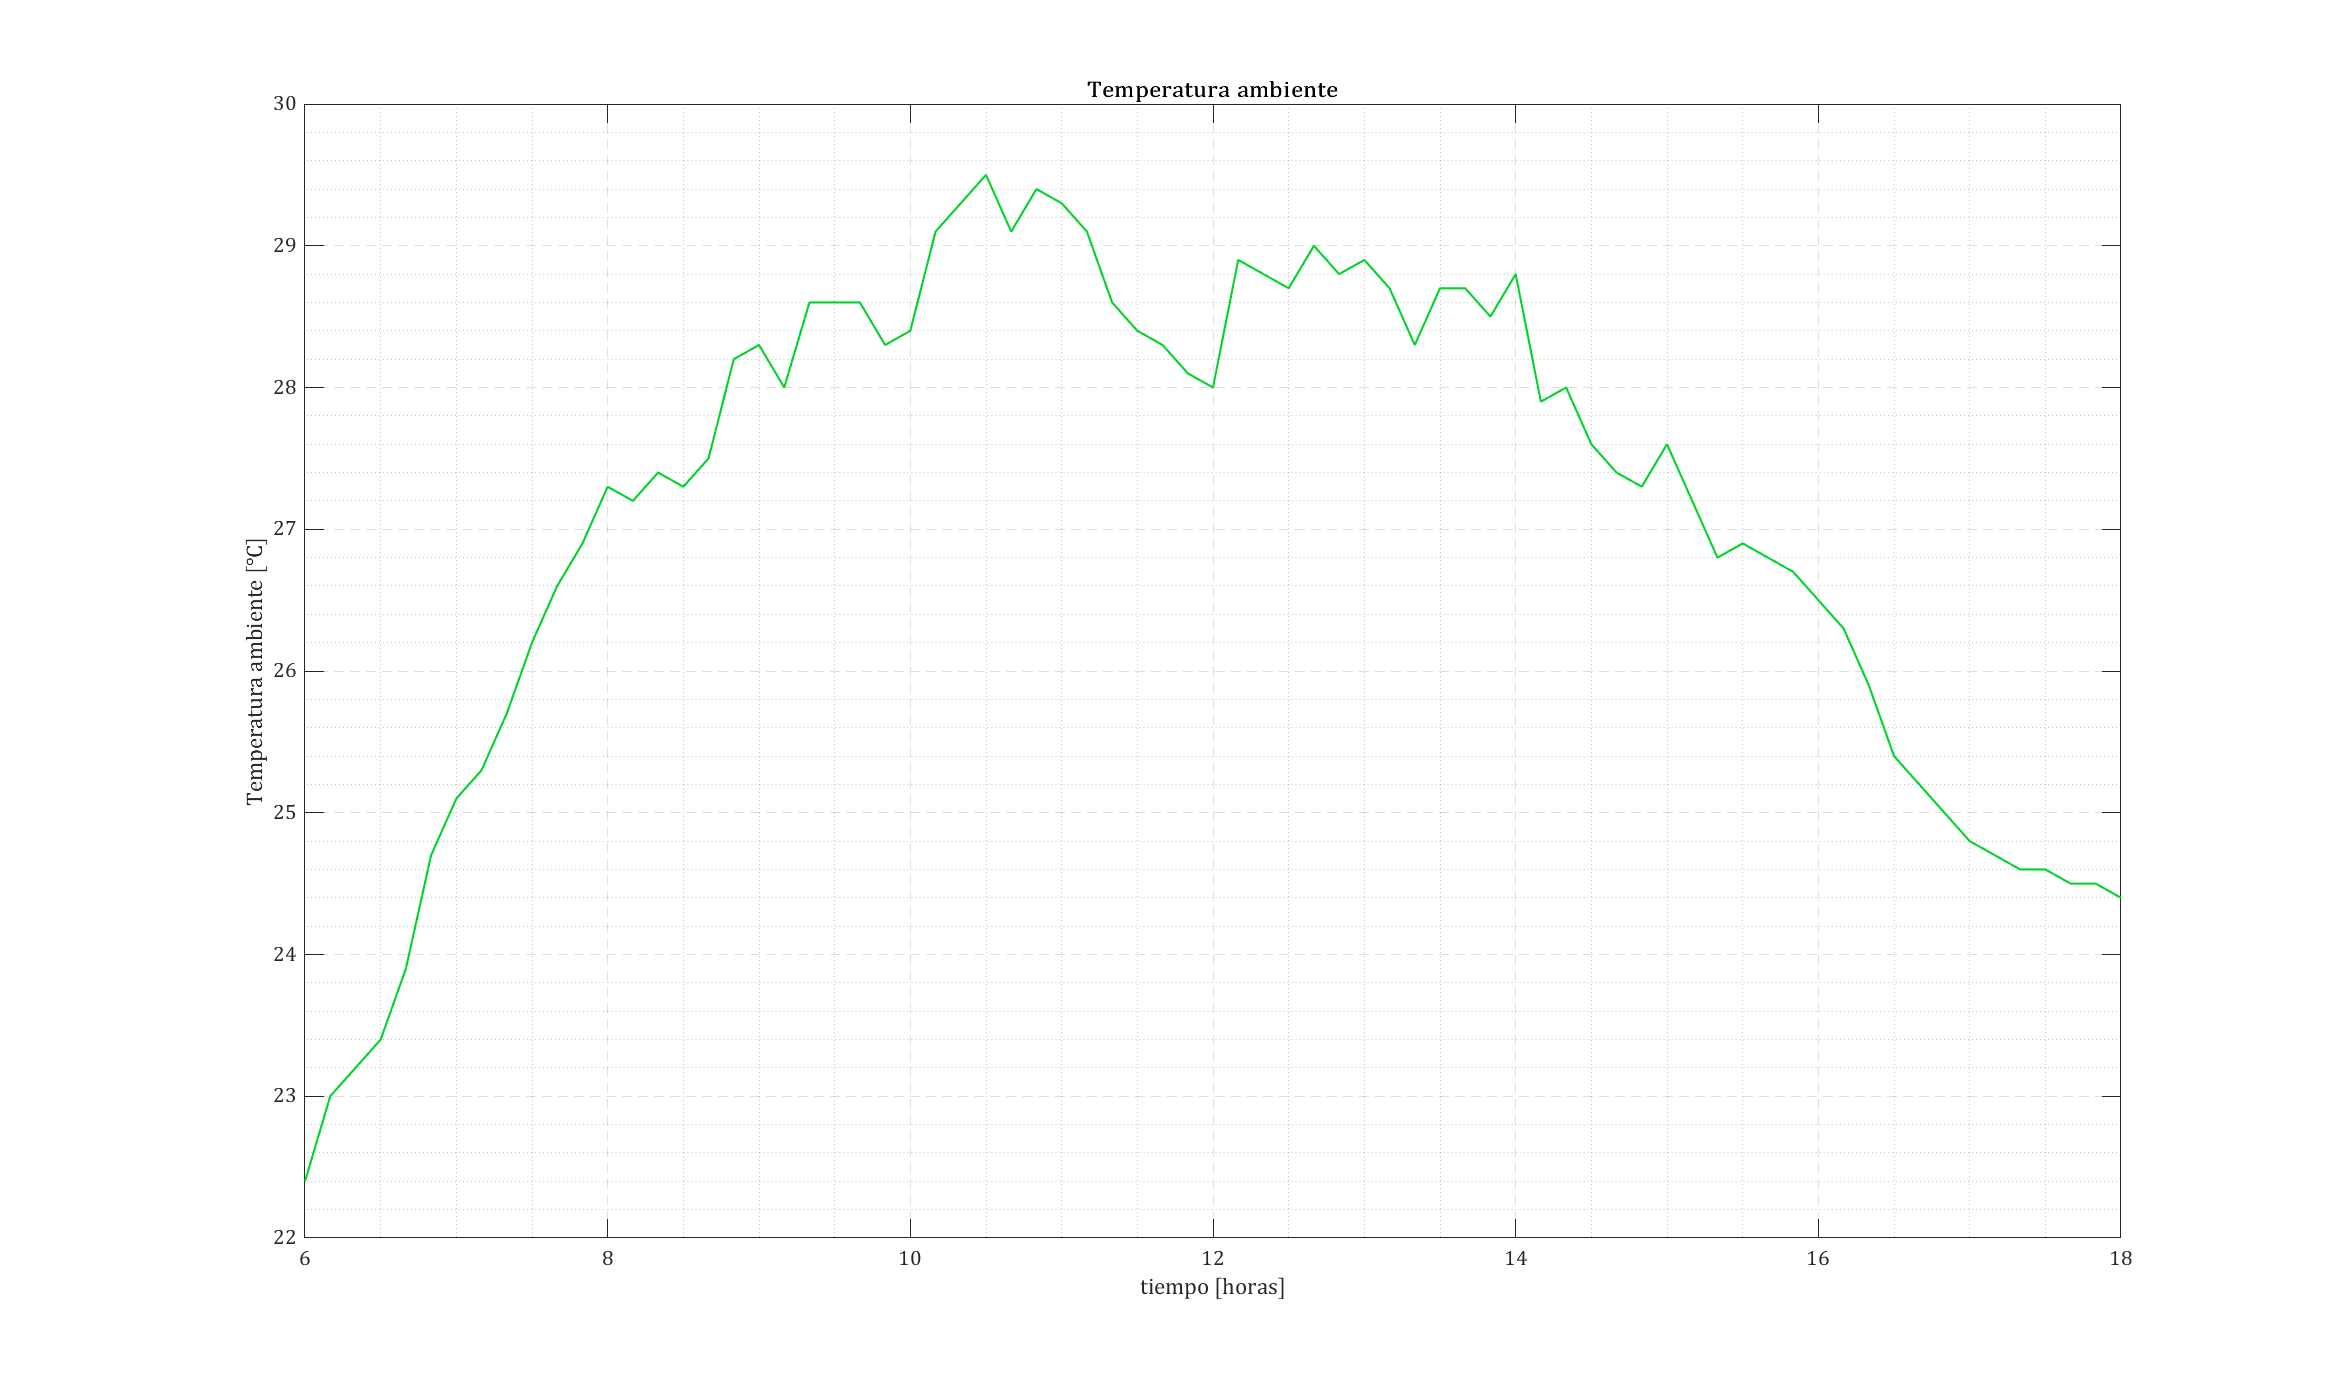 Temperatura ambiente
30
29
28
27
26
25
24
23
22
Temperatura ambiente [°C]
6 8 10 12 14 16 18
tiempo [horas]